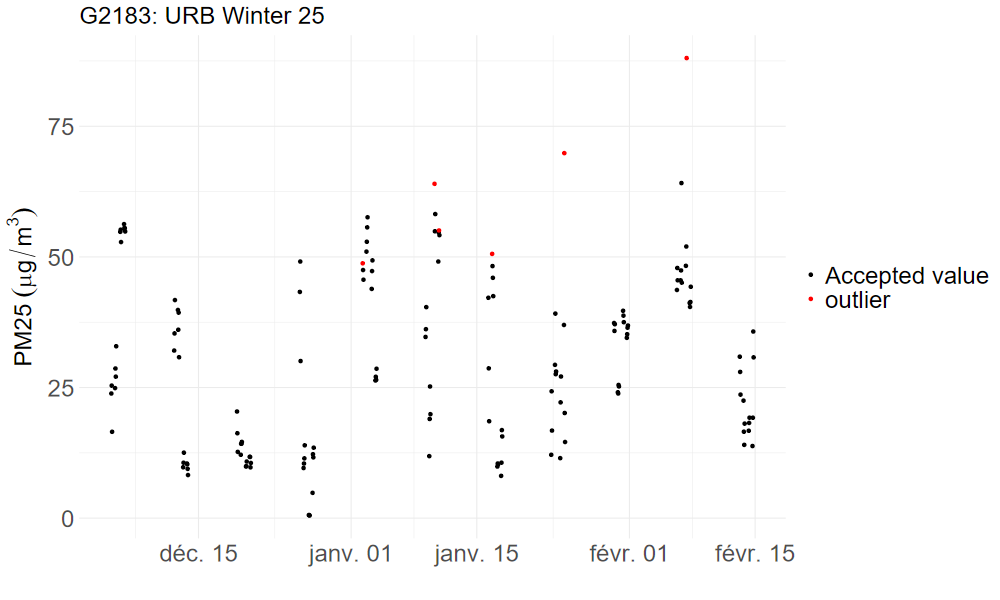 G2183: URB Winter 25
PM25 (µg/m³)
75
50
25
0
déc. 15
janv. 01
janv. 15
févr. 01
févr. 15
Accepted value
outlier